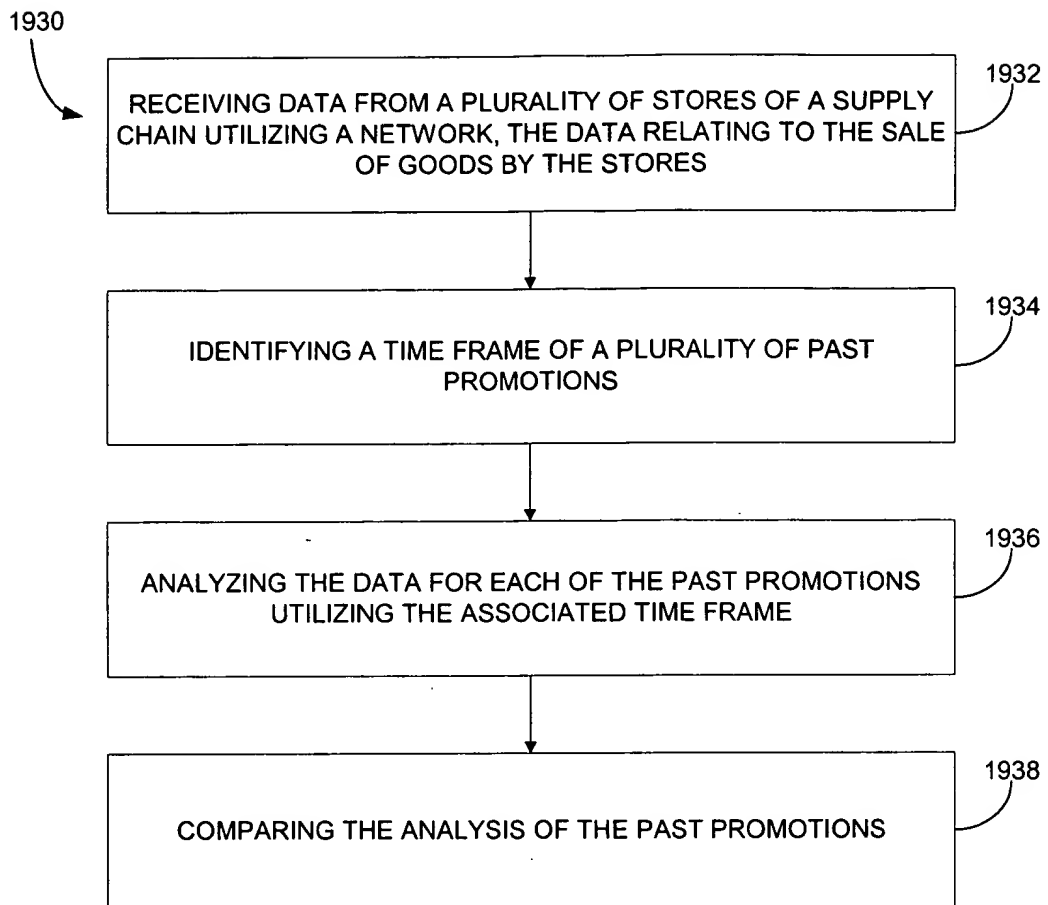 1930
1932
RECEIVING DATA FROM A PLURALITY OF STORES OF A SUPPLY
CHAIN UTILIZING A NETWORK, THE DATA RELATING TO THE SALE
OF GOODS BY THE STORES
1934
IDENTIFYING A TIME FRAME OF A PLURALITY OF PAST
PROMOTIONS
1936
ANALYZING THE DATA FOR EACH OF THE PAST PROMOTIONS
UTILIZING THE ASSOCIATED TIME FRAME
1938
COMPARING THE ANALYSIS OF THE PAST PROMOTIONS